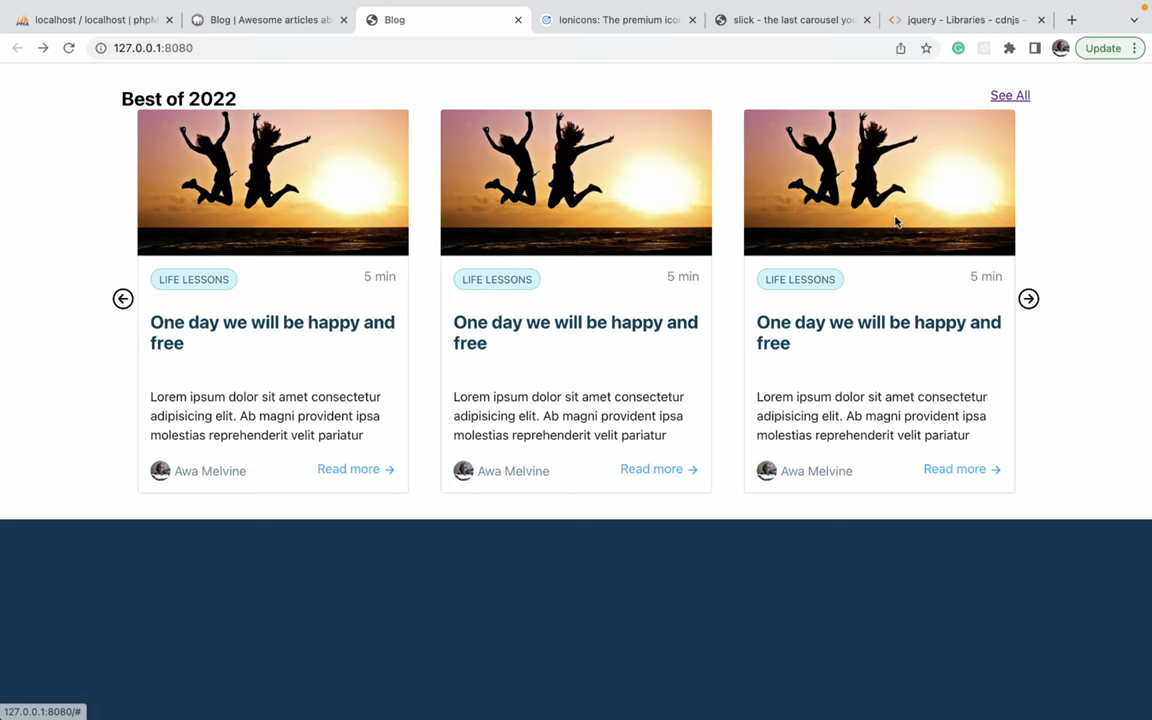 localhost / localhost | phpM
Blog | Awesome articles ab
Blog
Ionicons: The premium ico
slick - the last carousel you
jquery - Libraries - cdnjs -
127.0.0.1:8080
Update
Best of 2022
See All
LIFE LESSONS
5 min
One day we will be happy and
free
Lorem ipsum dolor sit amet consectetur
adipisicing elit. Ab magni provident ipsa
molestias reprehenderit velit pariatur
Awa Melvine
Read more →
LIFE LESSONS
5 min
One day we will be happy and
free
Lorem ipsum dolor sit amet consectetur
adipisicing elit. Ab magni provident ipsa
molestias reprehenderit velit pariatur
Awa Melvine
Read more →
LIFE LESSONS
5 min
One day we will be happy and
free
Lorem ipsum dolor sit amet consectetur
adipisicing elit. Ab magni provident ipsa
molestias reprehenderit velit pariatur
Awa Melvine
Read more →
127.0.0.1:8080/#